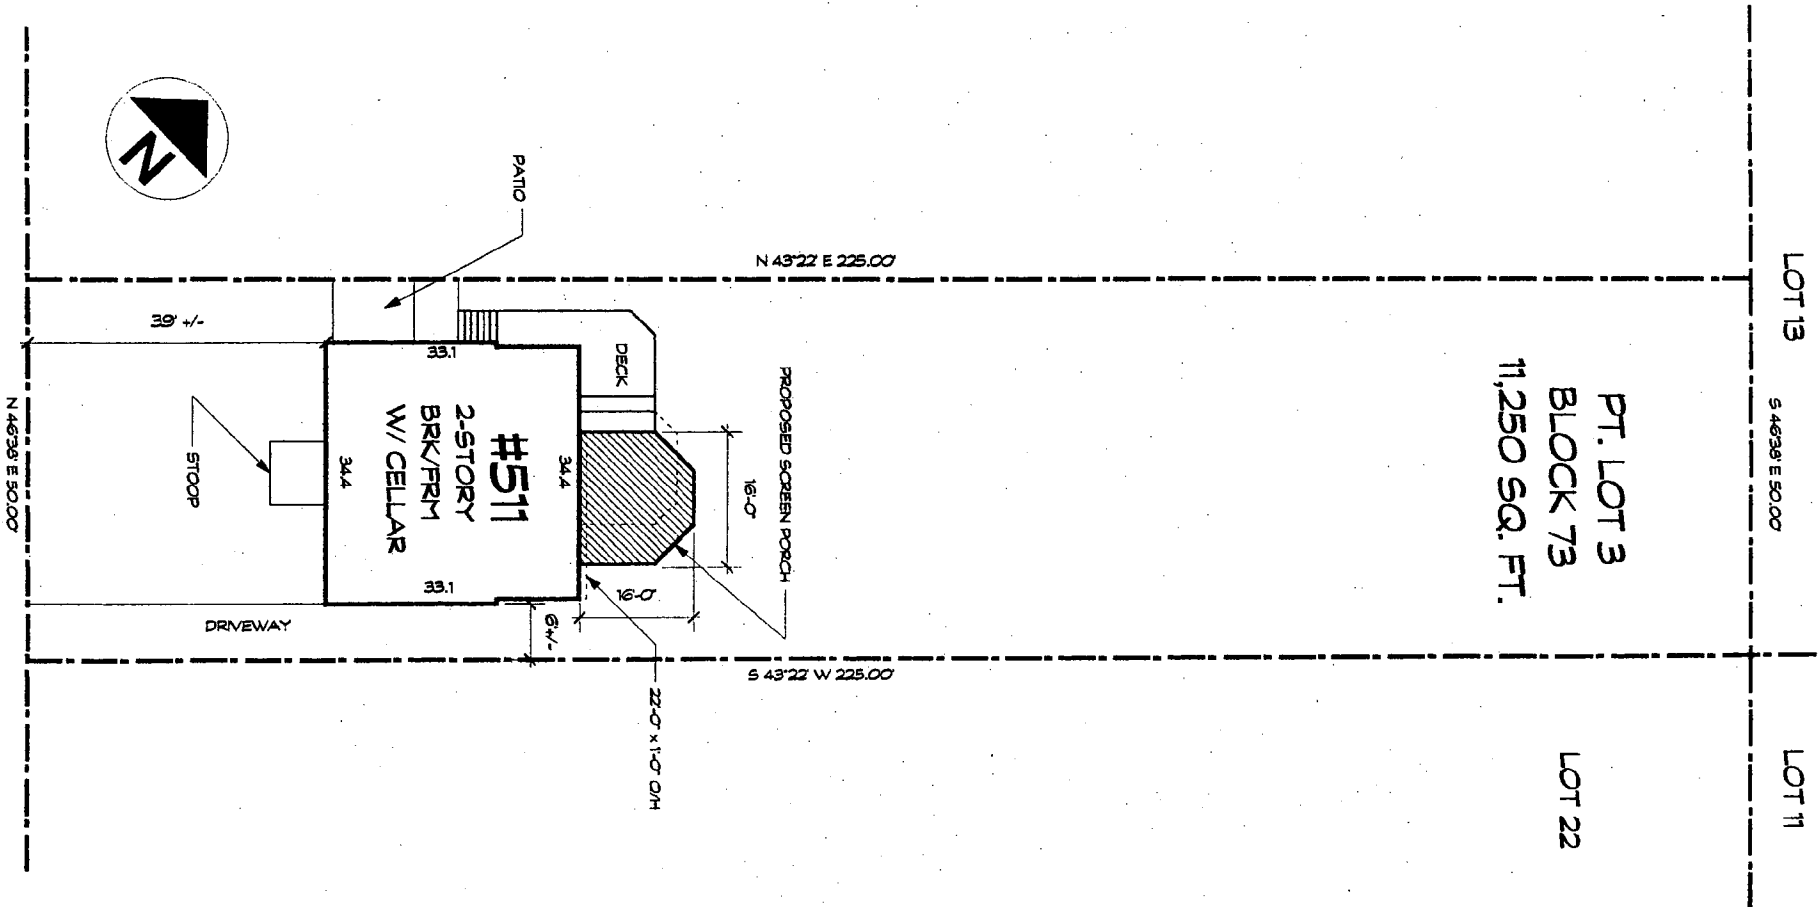 LOT 13
S 46°38' E 50.00'
LOT 11
PT. LOT 3
BLOCK 73
11,250 SQ. FT.
LOT 22
N 43°22' E 225.00'
S 43°22' W 225.00'
PROPOSED SCREEN PORCH
16'-0"
16'-0"
22'-0" x 1'-0" O/H
DECK
PATIO
6' +/-
34.4
#511
2-STORY
BRK/FRM
W/ CELLAR
33.1
33.1
34.4
STOOP
DRIVEWAY
39' +/-
N
N 46°38' E 50.00'